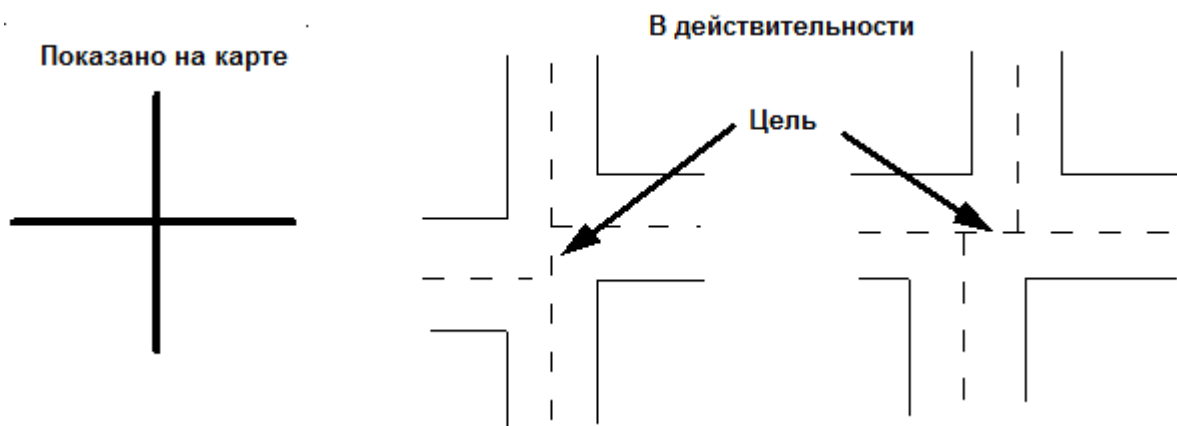 Показано на карте
В действительности
Цель